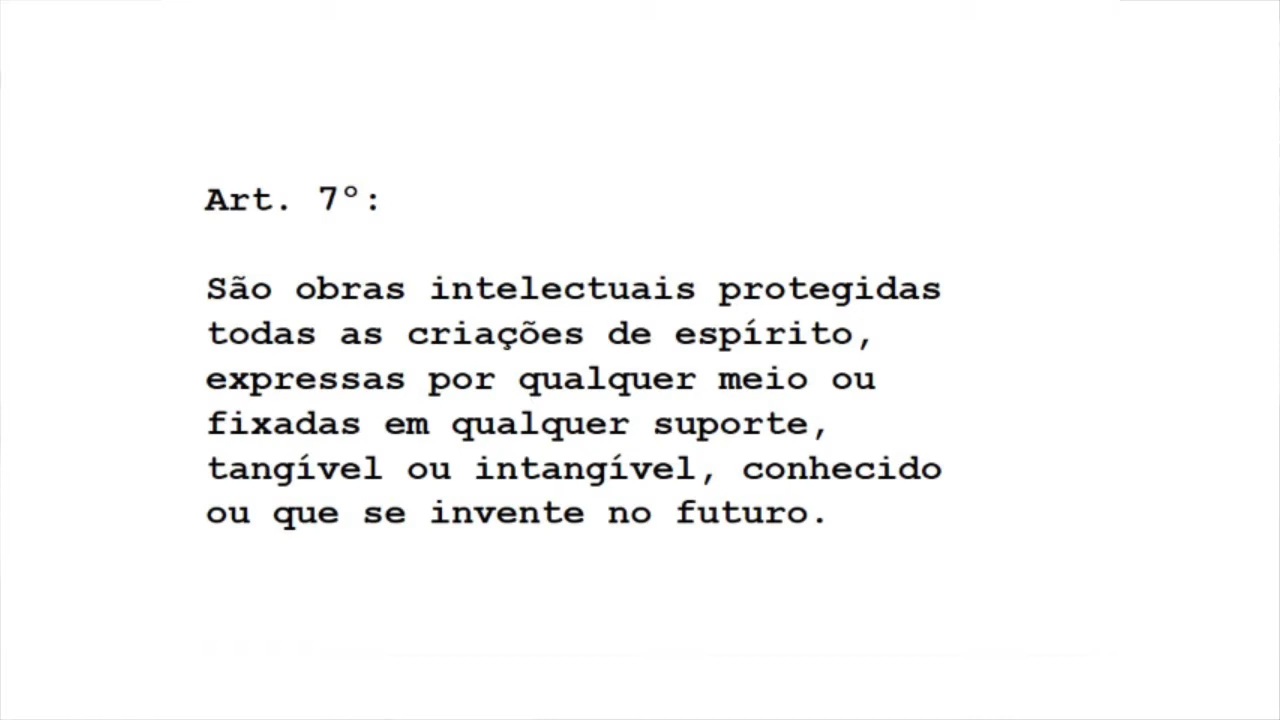 Art. 7º:
São obras intelectuais protegidas
todas as criações de espírito,
expressas por qualquer meio ou
fixadas em qualquer suporte,
tangível ou intangível, conhecido
ou que se invente no futuro.